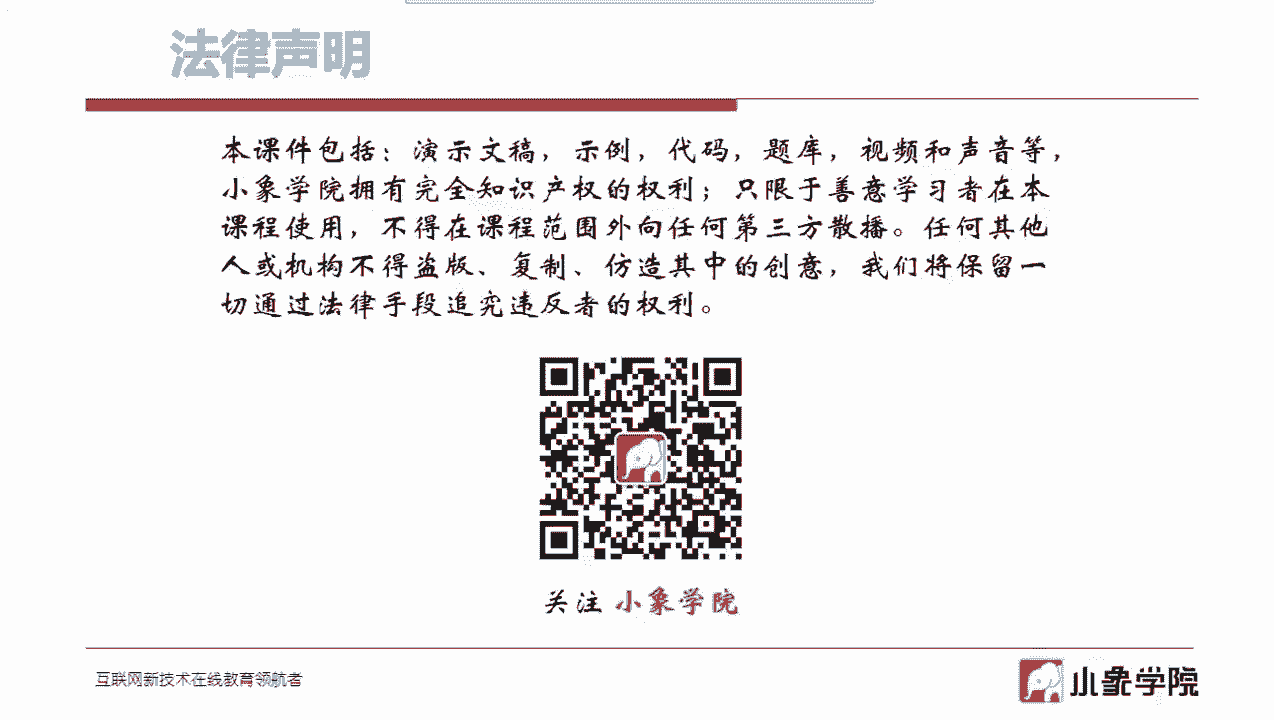 法律声明
本课件包括：演示文稿，示例，代码，题库，视频和声音等，
小象学院拥有完全知识产权的权利；只限于善意学习者在本
课程使用，不得在课程范围外向任何第三方散播。任何其他
人或机构不得盗版、复制、仿造其中的创意，我们将保留一
切通过法律手段追究违反者的权利。
关注 小象学院
互联网新技术在线教育领航者
小象学院